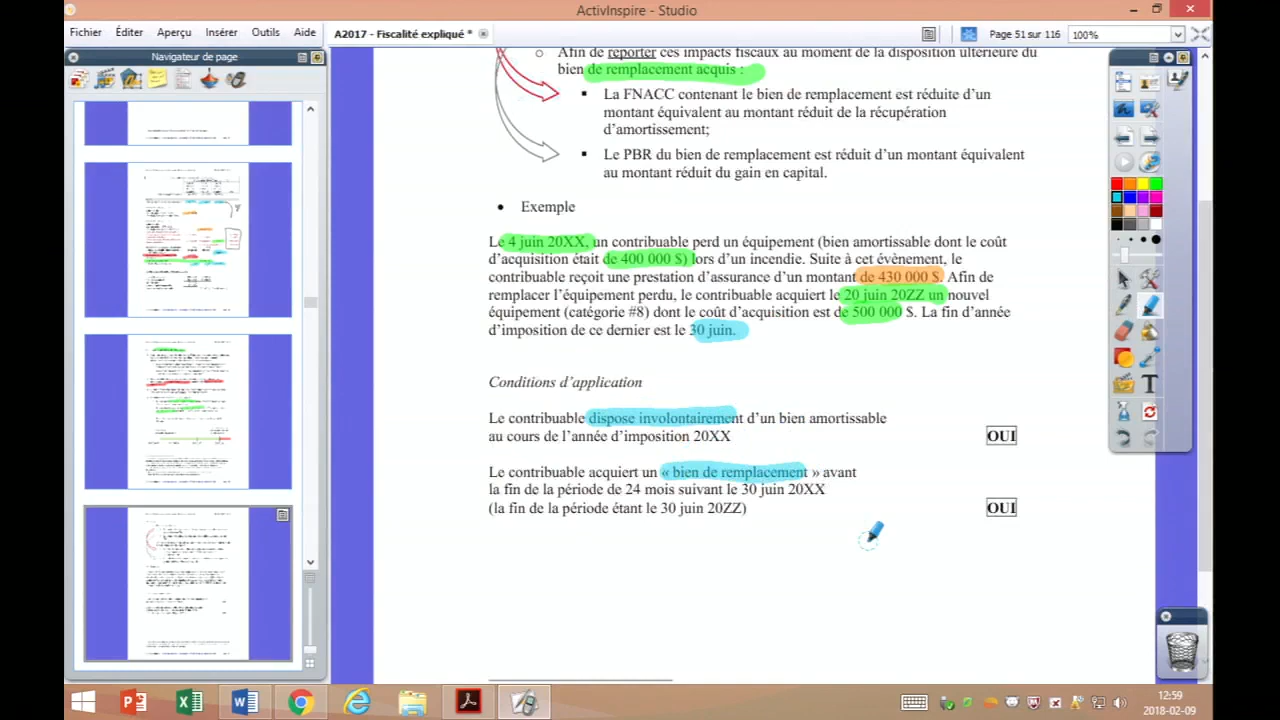 ActivInspire - Studio
Fichier Éditer Aperçu Insérer Outils Aide
A2017 - Fiscalité expliqué *
Page 51 sur 116
100%
Navigateur de page
o Afin de reporter ces impacts fiscaux au moment de la disposition ultérieure du
bien de remplacement acquis :
▪ La FNACC contenant le bien de remplacement est réduite d’un
montant équivalent au montant réduit de la récupération
d’amortissement;
▪ Le PBR du bien de remplacement est réduit d’un montant équivalent
au montant réduit du gain en capital.
• Exemple
Le 4 juin 20XX, un contribuable perd un équipement (bien amortissable dont le coût
d’acquisition était de 400 000 $) lors d’un incendie. Suite à cet évènement, le
contribuable reçoit une prestation d’assurance d’un montant de 430 000 $. Afin de
remplacer l’équipement perdu, le contribuable acquiert le 20 juin 20ZZ un nouvel
équipement (catégorie #8) dont le coût d’acquisition est de 500 000 $. La fin d’année
d’imposition de ce dernier est le 30 juin.
Conditions d’application
Le contribuable dispose involontairement d’un bien amortissable
au cours de l’année d’imposition 20XX
OUI
Le contribuable acquiert un « bien de remplacement » avant
la fin de la période de 24 mois suivant le 30 juin 20XX
(la fin de la période étant le 30 juin 20ZZ)
OUI
12:59
2018-02-09